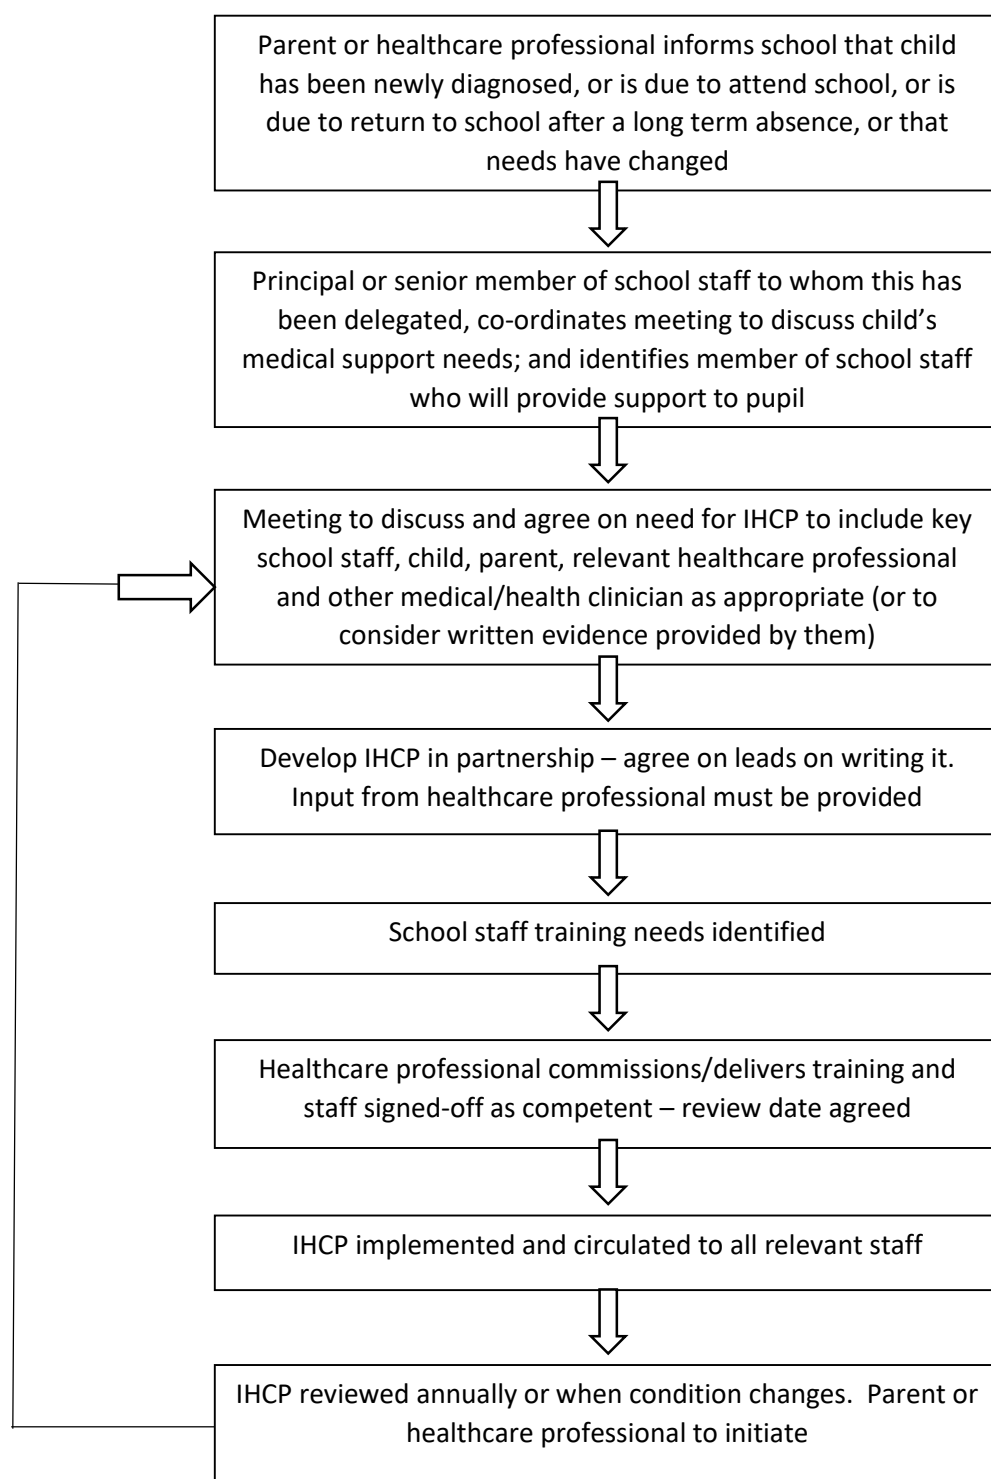 Parent or healthcare professional informs school that child
has been newly diagnosed, or is due to attend school, or is
due to return to school after a long term absence, or that
needs have changed
Principal or senior member of school staff to whom this has
been delegated, co-ordinates meeting to discuss child’s
medical support needs; and identifies member of school staff
who will provide support to pupil
Meeting to discuss and agree on need for IHCP to include key
school staff, child, parent, relevant healthcare professional
and other medical/health clinician as appropriate (or to
consider written evidence provided by them)
Develop IHCP in partnership – agree on leads on writing it.
Input from healthcare professional must be provided
School staff training needs identified
Healthcare professional commissions/delivers training and
staff signed-off as competent – review date agreed
IHCP implemented and circulated to all relevant staff
IHCP reviewed annually or when condition changes.  Parent or
healthcare professional to initiate